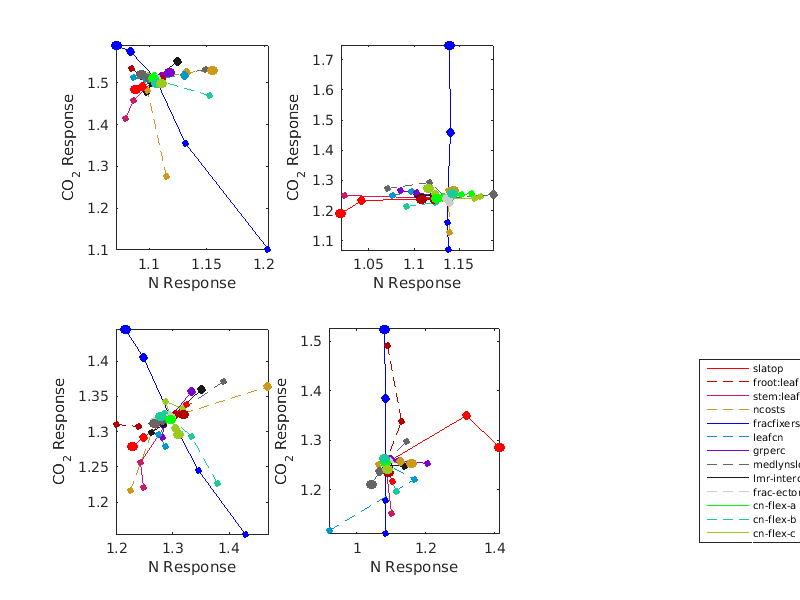 1.5
1.4
1.3
1.2
1.1
CO2 Response
1.1 1.15 1.2
N Response
1.7
1.6
1.5
1.4
1.3
1.2
1.1
CO2 Response
1.05 1.1 1.15
N Response
1.4
1.35
1.3
1.25
1.2
CO2 Response
1.2 1.3 1.4
N Response
1.5
1.4
1.3
1.2
CO2 Response
1 1.2 1.4
N Response
slatop
froot:leaf
stem:leaf
ncosts
fracfixers
leafcn
grperc
medlynslo
lmr-interc
frac-ecton
cn-flex-a
cn-flex-b
cn-flex-c